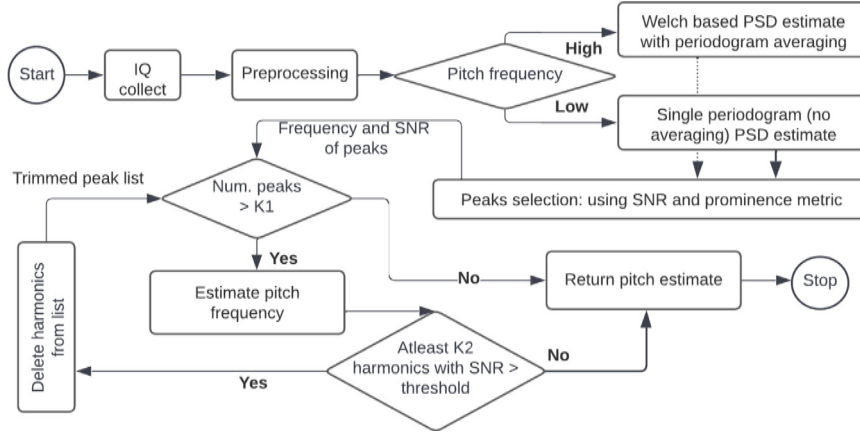 Start
IQ
collect
Preprocessing
Pitch frequency
High
Low
Welch based PSD estimate
with periodogram averaging
Single periodogram (no
averaging) PSD estimate
Frequency and SNR
of peaks
Peaks selection: using SNR and prominence metric
Trimmed peak list
Num. peaks
> K1
Yes
No
Estimate pitch
frequency
Return pitch estimate
Stop
Delete harmonics
from list
Atleast K2
harmonics with SNR >
threshold
Yes
No